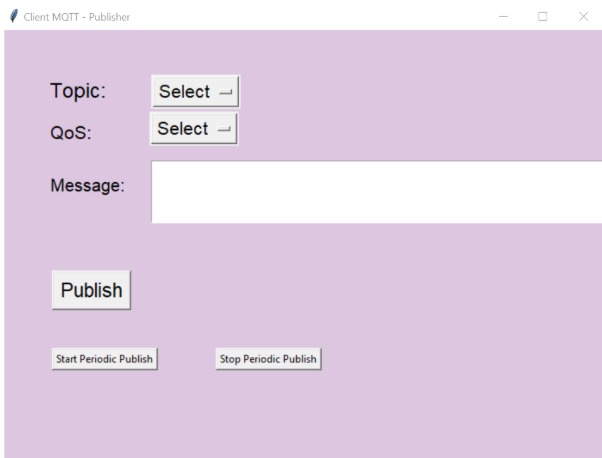 Client MQTT - Publisher
Topic: Select
QoS: Select
Message:
Publish
Start Periodic Publish Stop Periodic Publish